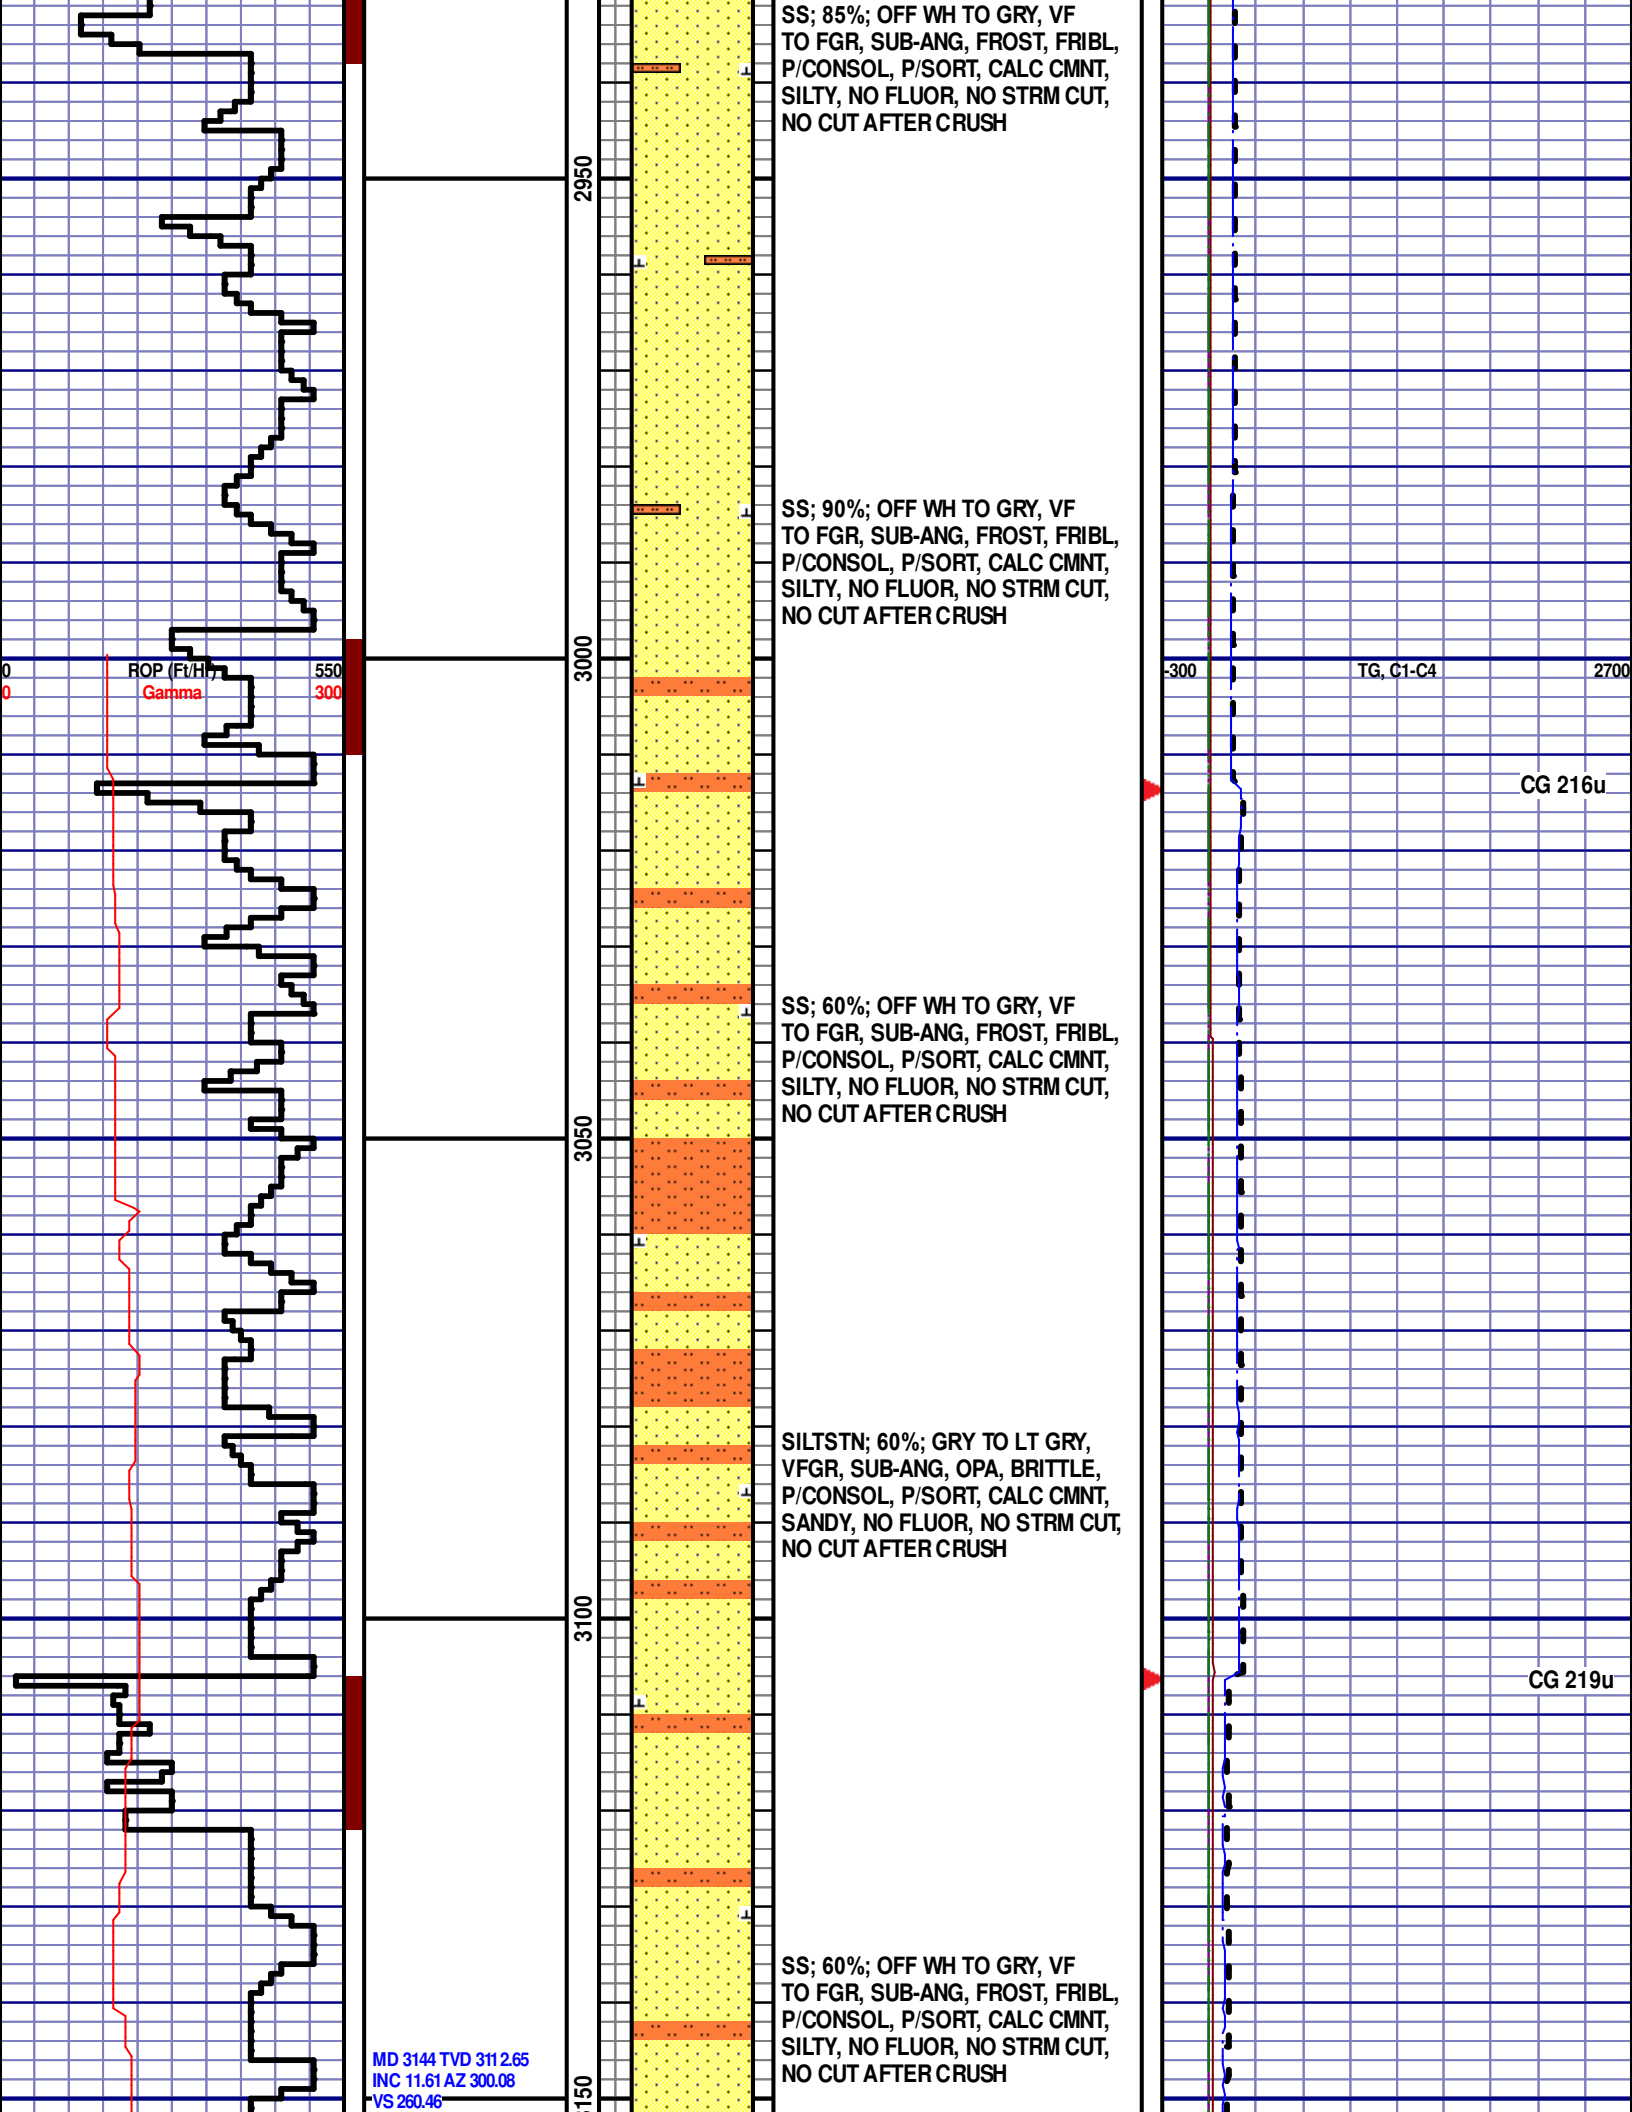 SS; 85%; OFF WH TO GRY, VF
TO FGR, SUB-ANG, FROST, FRIBL,
P/CONSOL, P/SORT, CALC CMNT,
SILTY, NO FLUOR, NO STRM CUT,
NO CUT AFTER CRUSH
2950
SS; 90%; OFF WH TO GRY, VF
TO FGR, SUB-ANG, FROST, FRIBL,
P/CONSOL, P/SORT, CALC CMNT,
SILTY, NO FLUOR, NO STRM CUT,
NO CUT AFTER CRUSH
3000
0 ROP (Ft/Hr) 550
0 Gamma 300
-300 TG, C1-C4 2700
CG 216u
SS; 60%; OFF WH TO GRY, VF
TO FGR, SUB-ANG, FROST, FRIBL,
P/CONSOL, P/SORT, CALC CMNT,
SILTY, NO FLUOR, NO STRM CUT,
NO CUT AFTER CRUSH
3050
SILTSTN; 60%; GRY TO LT GRY,
VFGR, SUB-ANG, OPA, BRITTLE,
P/CONSOL, P/SORT, CALC CMNT,
SANDY, NO FLUOR, NO STRM CUT,
NO CUT AFTER CRUSH
3100
CG 219u
SS; 60%; OFF WH TO GRY, VF
TO FGR, SUB-ANG, FROST, FRIBL,
P/CONSOL, P/SORT, CALC CMNT,
SILTY, NO FLUOR, NO STRM CUT,
NO CUT AFTER CRUSH
MD 3144 TVD 3112.65
INC 11.61 AZ 300.08
VS 260.46
150